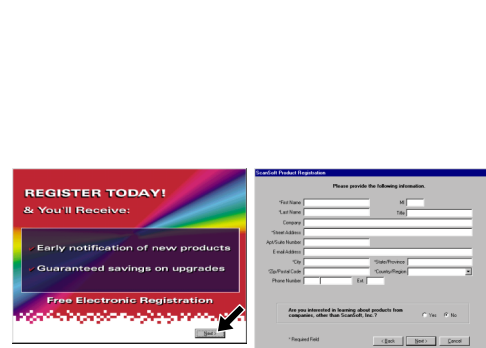 REGISTER TODAY!
& You'll Receive:
Early notification of new products
Guaranteed savings on upgrades
Free Electronic Registration
Next >
ScanSoft Product Registration
Please provide the following information.
*First Name
MI
*Last Name
Title
Company
*Street Address
Apt/Suite Number
E-mail Address
*City
*State/Province
*Zip/Postal Code
*Country/Region
Phone Number
Ext.
Are you interested in learning about products from
companies, other than ScanSoft, Inc.?
Yes
No
* Required Field
< Back
Next >
Cancel